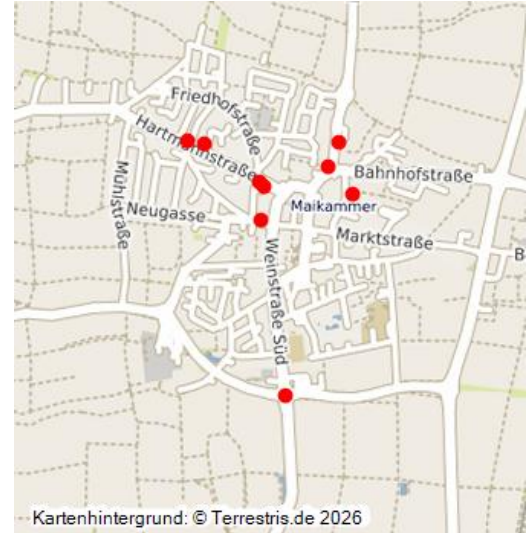 Friedhofstraße
Hartmannstraße
Mühlstraße
Bahnhofstraße
Maikammer
Neugasse
Marktstraße
B
Weinstraße Süd
Kartenhintergrund: © Terrestris.de 2026